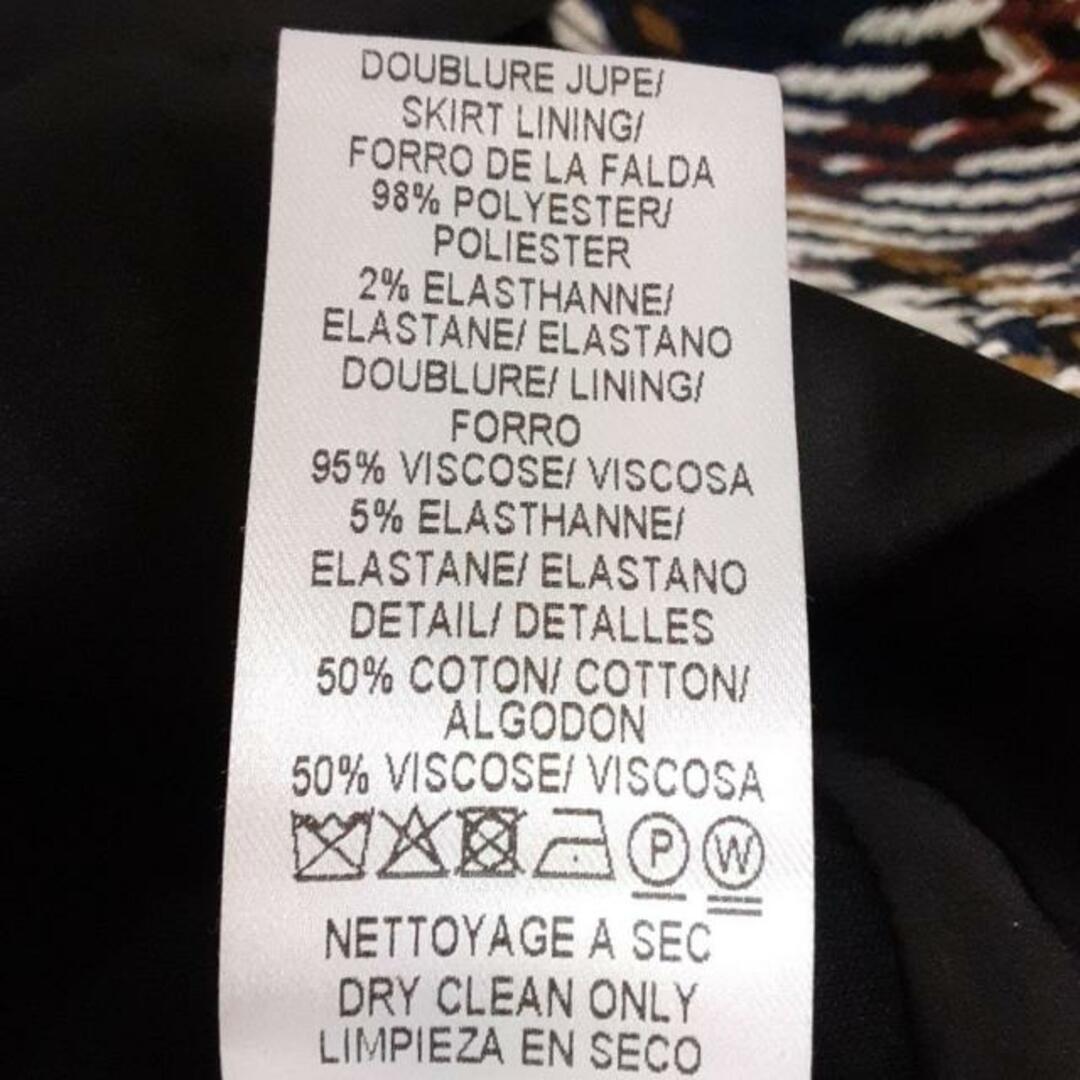 DOUBLURE JUPE/
SKIRT LINING/
FORRO DE LA FALDA
98% POLYESTER/
POLIESTER
2% ELASTHANNE/
ELASTANE/ ELASTANO
DOUBLURE/ LINING/
FORRO
95% VISCOSE/ VISCOSA
5% ELASTHANNE/
ELASTANE/ ELASTANO
DETAIL/ DETALLES
50% COTON/ COTTON/
ALGODON
50% VISCOSE/ VISCOSA
P W
NETTOYAGE A SEC
DRY CLEAN ONLY
LIMPIEZA EN SECO